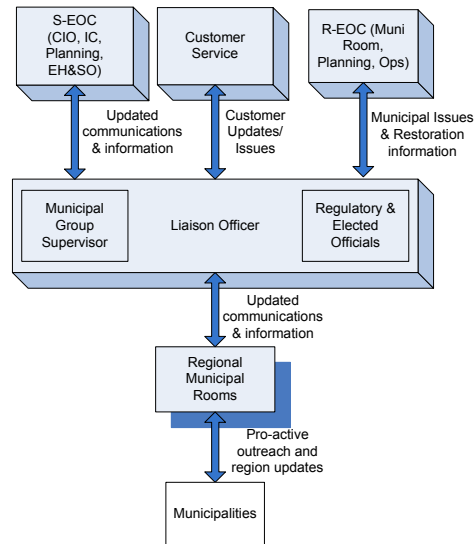 S-EOC
(CIO, IC,
Planning,
EH&SO)
Customer
Service
R-EOC (Muni
Room,
Planning, Ops)
Updated
communications
& information
Customer
Updates/
Issues
Municipal Issues
& Restoration
information
Municipal
Group
Supervisor
Liaison Officer
Regulatory &
Elected
Officials
Updated
communications
& information
Regional
Municipal
Rooms
Pro-active
outreach and
region updates
Municipalities